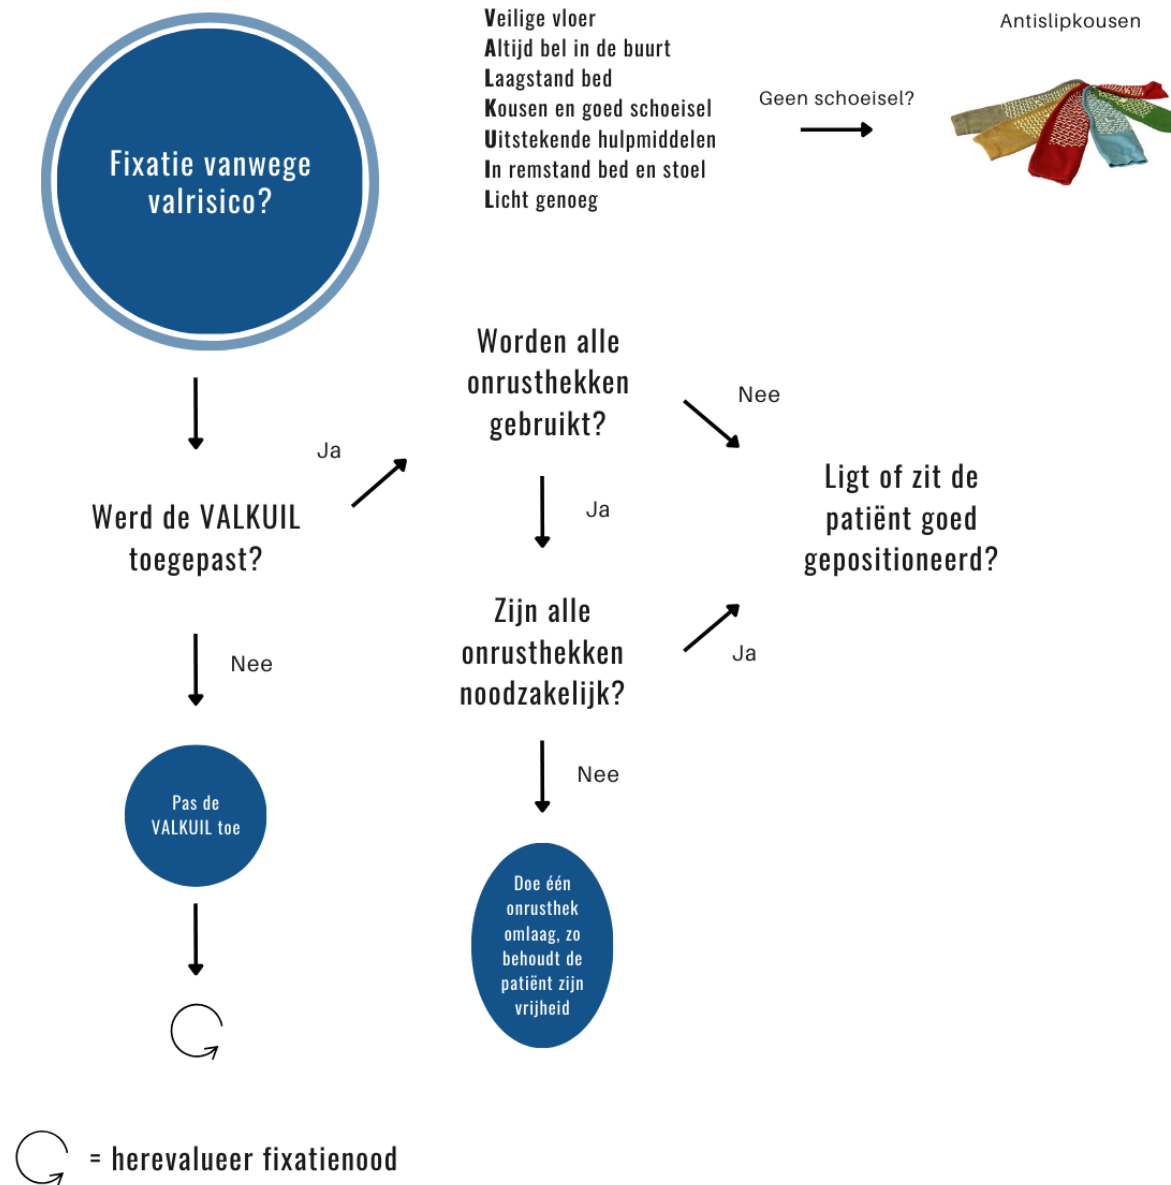 Veilige vloer
Altijd bel in de buurt
Laagstand bed
Kousen en goed schoeisel
Uitstekende hulpmiddelen
In remstand bed en stoel
Licht genoeg
Geen schoeisel?
Antislipkousen
Fixatie vanwege
valrisico?
Werd de VALKUIL
toegepast?
Ja
Nee
Pas de
VALKUIL toe
Worden alle
onrusthekken
gebruikt?
Nee
Ja
Zijn alle
onrusthekken
noodzakelijk?
Ja
Nee
Doe één
onrusthek
omlaag, zo
behoudt de
patiënt zijn
vrijheid
Ligt of zit de
patiënt goed
gepositioneerd?
= herevalueer fixatienood